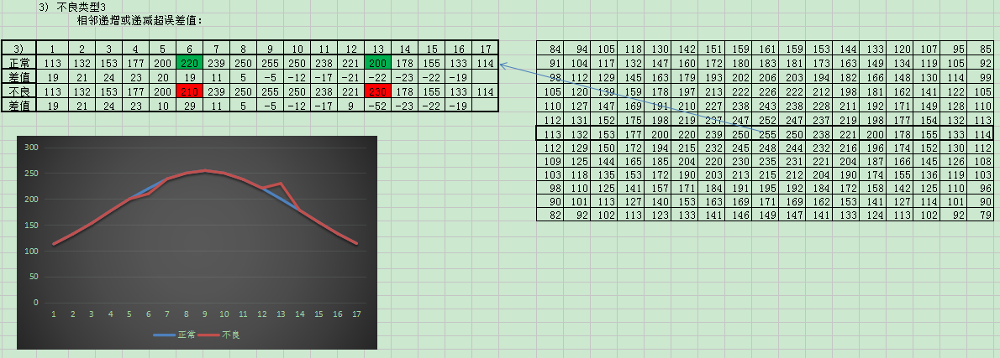 3) 不良类型3
相邻递增或递减超误差值:
3) 1 2 3 4 5 6 7 8 9 10 11 12 13 14 15 16 17
正常 113 132 153 177 200 220 239 250 255 250 238 221 200 178 155 133 114
差值 19 21 24 23 20 19 11 5 -5 -12 -17 -21 -22 -23 -22 -19
不良 113 132 153 177 200 210 239 250 255 250 238 221 230 178 155 133 114
差值 19 21 24 23 10 29 11 5 -5 -12 -17 9 -52 -23 -22 -19
84 94 105 118 130 142 151 159 161 159 153 144 133 120 107 95 85
91 104 117 132 147 160 172 180 183 181 173 163 149 134 119 105 92
98 112 129 145 163 179 193 202 206 203 194 182 166 148 130 114 99
105 120 139 159 178 197 213 222 226 222 212 198 181 162 141 122 105
110 127 147 169 191 210 227 238 243 238 228 211 192 171 149 128 110
112 131 152 175 198 219 237 247 252 247 237 219 198 177 154 132 113
113 132 153 177 200 220 239 250 255 250 238 221 200 178 155 133 114
112 129 150 172 194 215 232 245 248 244 232 216 196 174 152 130 112
109 125 144 165 185 204 220 230 235 231 221 204 187 166 145 126 108
103 118 135 153 172 190 203 213 215 212 204 190 174 155 136 119 103
98 110 125 141 157 171 184 191 195 192 184 172 158 142 125 110 96
90 101 113 127 140 153 163 169 171 169 162 153 141 127 114 101 90
82 92 102 113 123 133 141 146 149 147 141 133 124 113 102 92 79
300
250
200
150
100
50
0
1 2 3 4 5 6 7 8 9 10 11 12 13 14 15 16 17
正常 不良